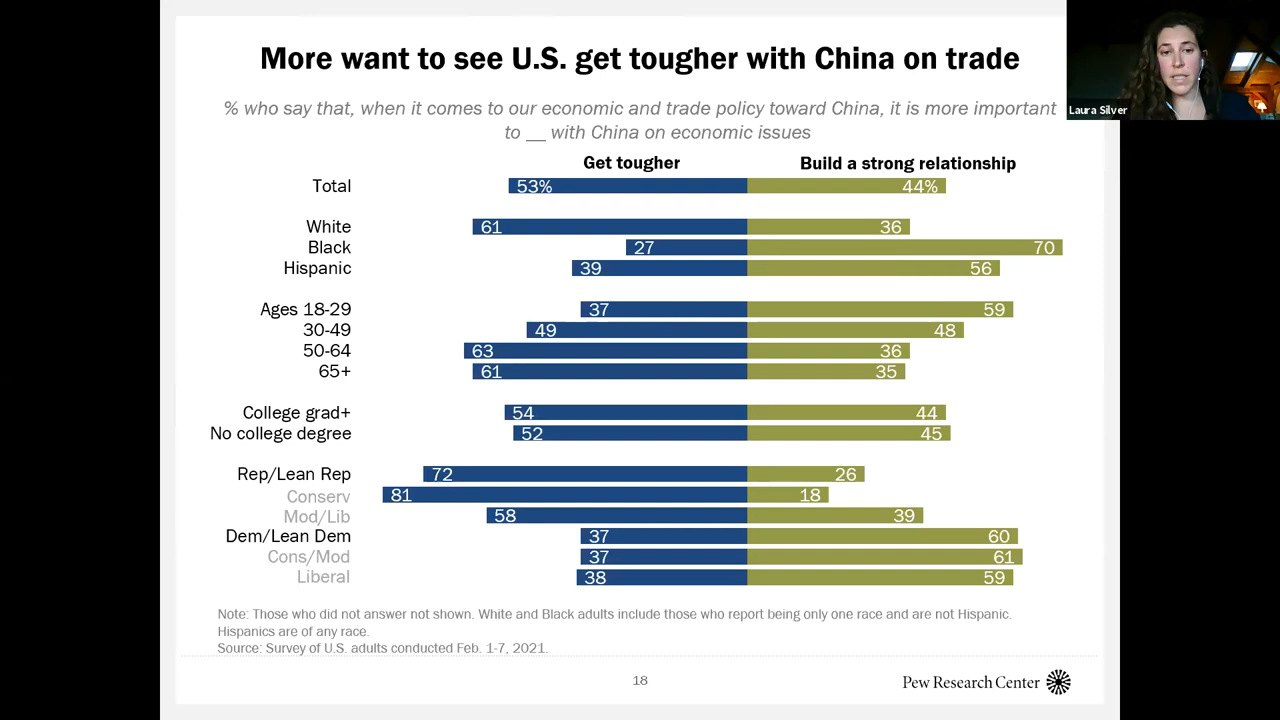 More want to see U.S. get tougher with China on trade
Laura Silver
% who say that, when it comes to our economic and trade policy toward China, it is more important
to __ with China on economic issues
Get tougher Build a strong relationship
Total 53% 44%
White 61 36
Black 27 70
Hispanic 39 56
Ages 18-29 37 59
30-49 49 48
50-64 63 36
65+ 61 35
College grad+ 54 44
No college degree 52 45
Rep/Lean Rep 72 26
Conserv 81 18
Mod/Lib 58 39
Dem/Lean Dem 37 60
Cons/Mod 37 61
Liberal 38 59
Note: Those who did not answer not shown. White and Black adults include those who report being only one race and are not Hispanic.
Hispanics are of any race.
Source: Survey of U.S. adults conducted Feb. 1-7, 2021.
18
Pew Research Center